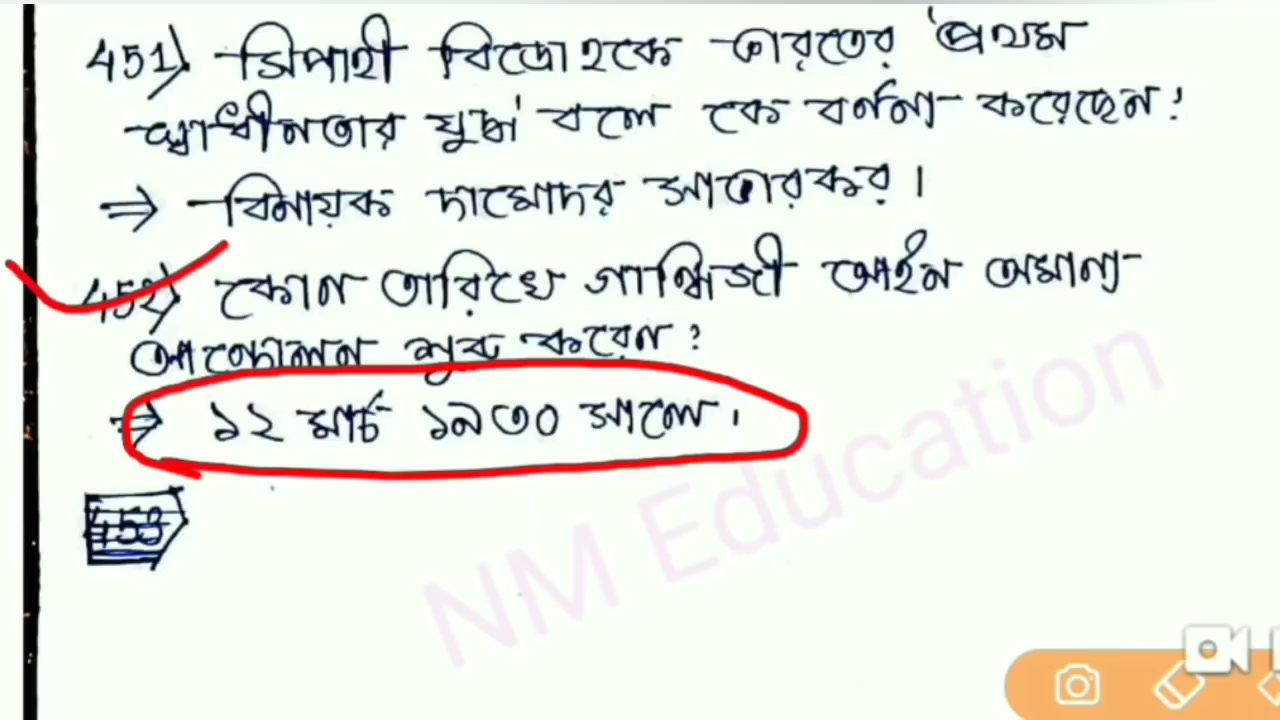 451) সিপাহী বিদ্রোহকে ভারতের প্রথম
স্বাধীনতার যুদ্ধ বলে কে বর্ননা করেছেন?
⇒ বিনায়ক দামোদর সাভারকর।
452) কোন তারিখে গান্ধিজী আইন অমান্য
আন্দোলন শুরু করেন?
⇒ ১২ মার্চ ১৯৩০ সালে।
453
NM Education